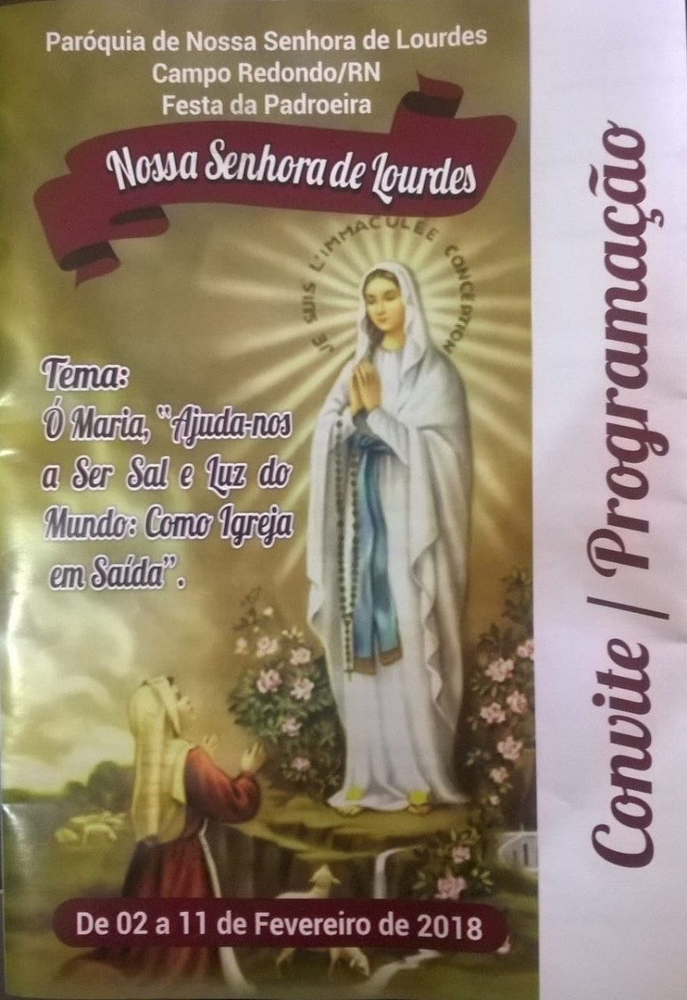 Paróquia de Nossa Senhora de Lourdes
Campo Redondo/RN
Festa da Padroeira
Nossa Senhora de Lourdes
JE SUIS L'IMMACULÉE CONCEPTION
Tema:
Ó Maria, “Ajuda-nos
a Ser Sal e Luz do
Mundo: Como Igreja
em Saída”.
De 02 a 11 de Fevereiro de 2018
Convite | Programação